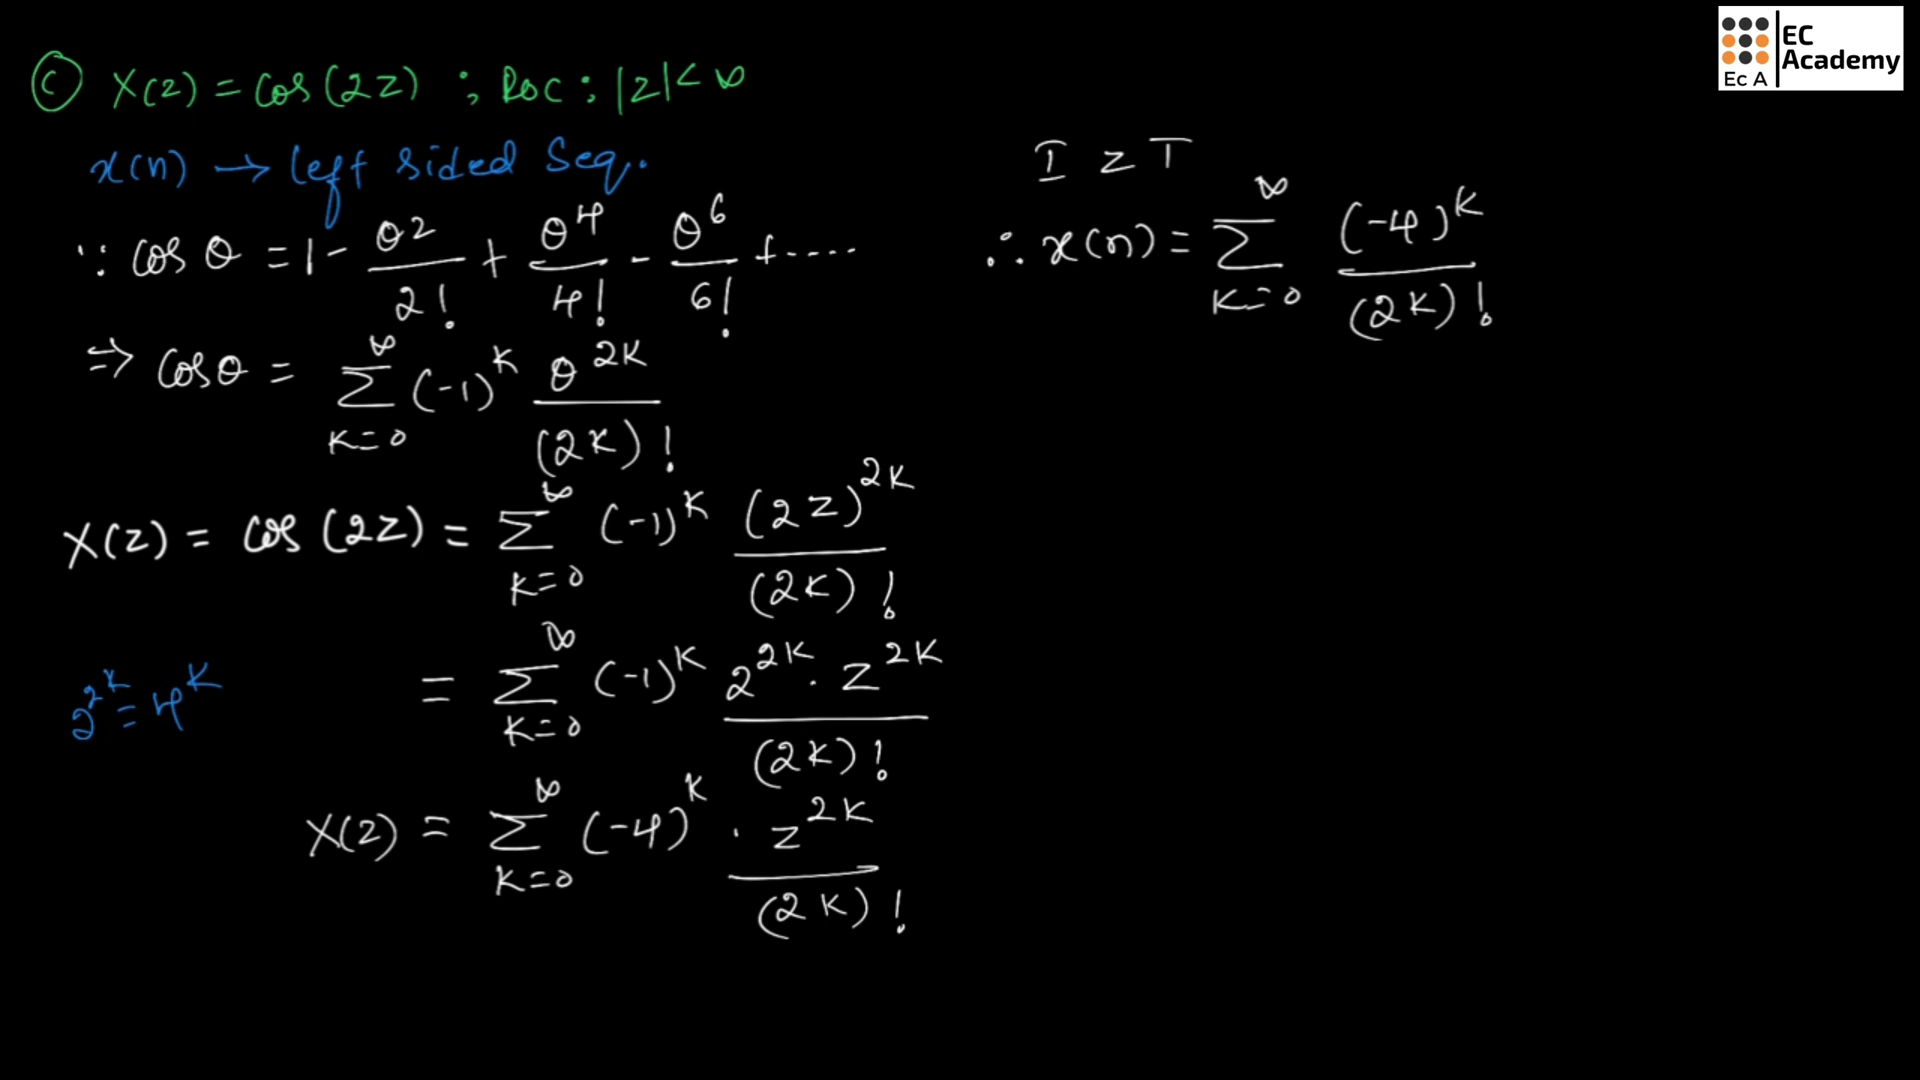 (C) X(z) = cos(2z) ; ROC : |z| < ∞
x(n) → left sided seq.
∵ cos θ = 1 - θ²/2! + θ⁴/4! - θ⁶/6! + ....
⇒ cos θ = Σ_{K=0}^{∞} (-1)^K θ^{2K}/(2K)!
X(z) = cos(2z) = Σ_{K=0}^{∞} (-1)^K (2z)^{2K}/(2K)!
= Σ_{K=0}^{∞} (-1)^K 2^{2K} . z^{2K}/(2K)!
2^{2K} = 4^K
X(z) = Σ_{K=0}^{∞} (-4)^K . z^{2K}/(2K)!
IZT
∴ x(n) = Σ_{K=0}^{∞} (-4)^K/(2K)!
EC
Academy
Ec A